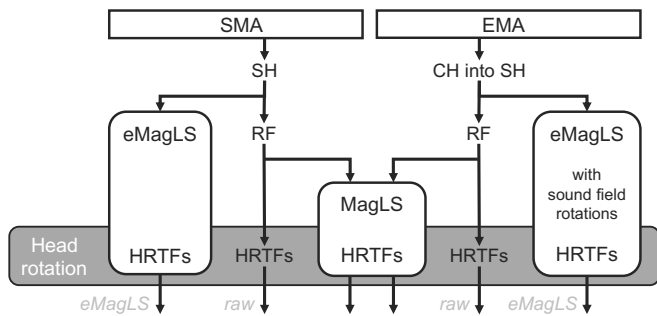 SMA
EMA
SH
CH into SH
eMagLS
RF
RF
eMagLS
with
sound field
rotations
MagLS
Head
rotation
HRTFs
HRTFs
HRTFs
HRTFs
HRTFs
eMagLS
raw
raw
eMagLS